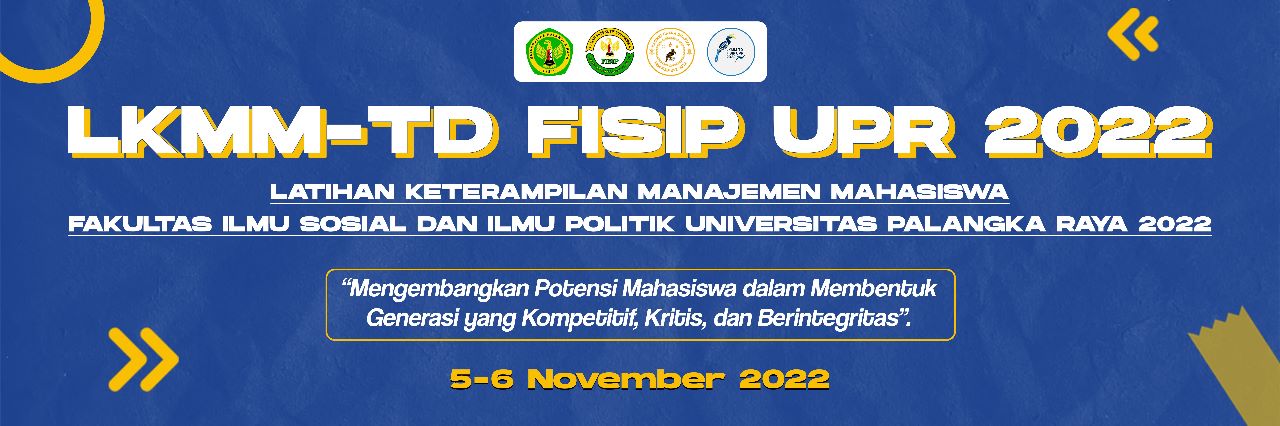 FISIP
LKMM-TD FISIP UPR 2022
LATIHAN KETERAMPILAN MANAJEMEN MAHASISWA
FAKULTAS ILMU SOSIAL DAN ILMU POLITIK UNIVERSITAS PALANGKA RAYA 2022
“Mengembangkan Potensi Mahasiswa dalam Membentuk
Generasi yang Kompetitif, Kritis, dan Berintegritas”.
5-6 November 2022